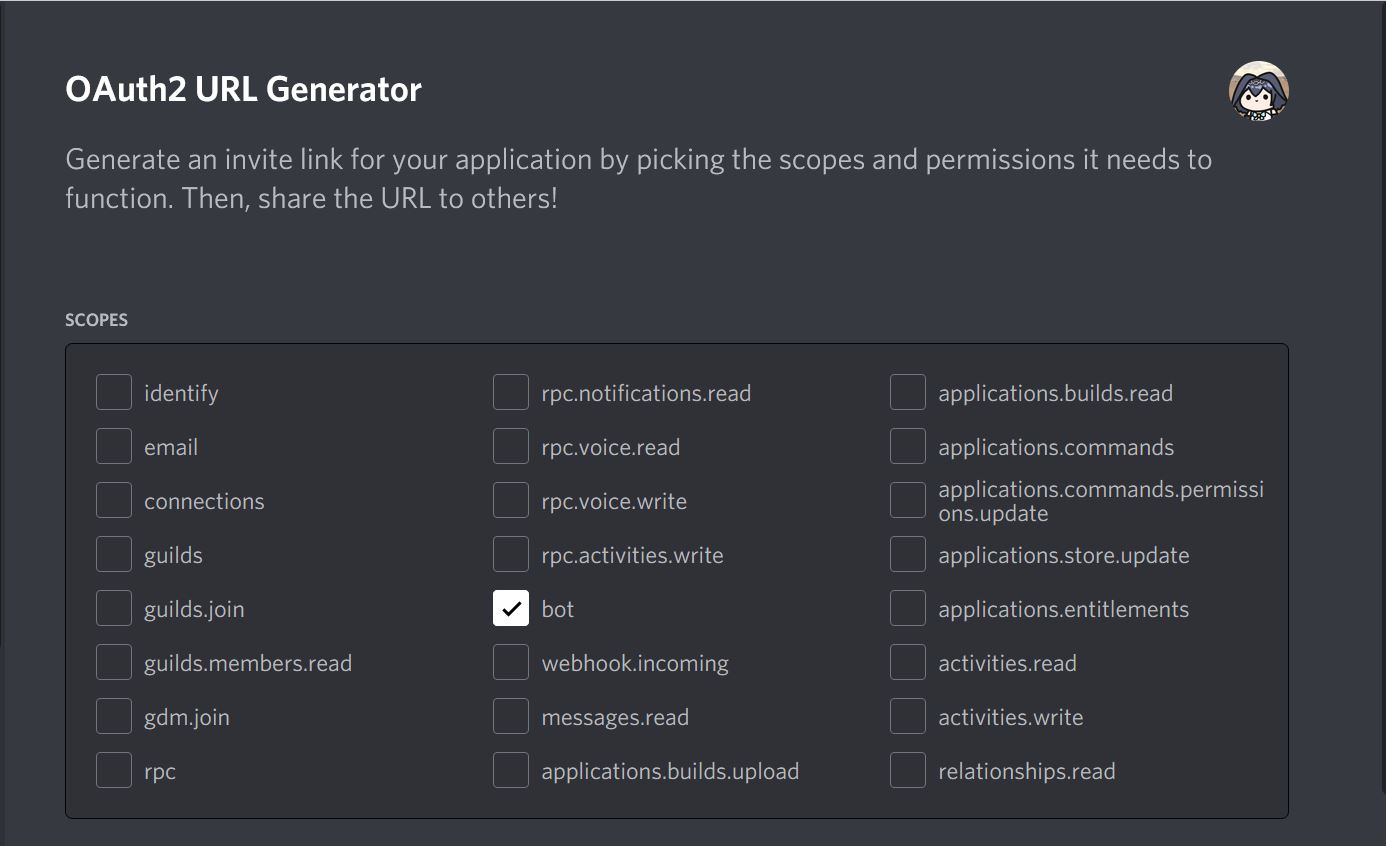 OAuth2 URL Generator
Generate an invite link for your application by picking the scopes and permissions it needs to
function. Then, share the URL to others!
SCOPES
identify
email
connections
guilds
guilds.join
guilds.members.read
gdm.join
rpc
rpc.notifications.read
rpc.voice.read
rpc.voice.write
rpc.activities.write
bot
webhook.incoming
messages.read
applications.builds.upload
applications.builds.read
applications.commands
applications.commands.permissi
ons.update
applications.store.update
applications.entitlements
activities.read
activities.write
relationships.read